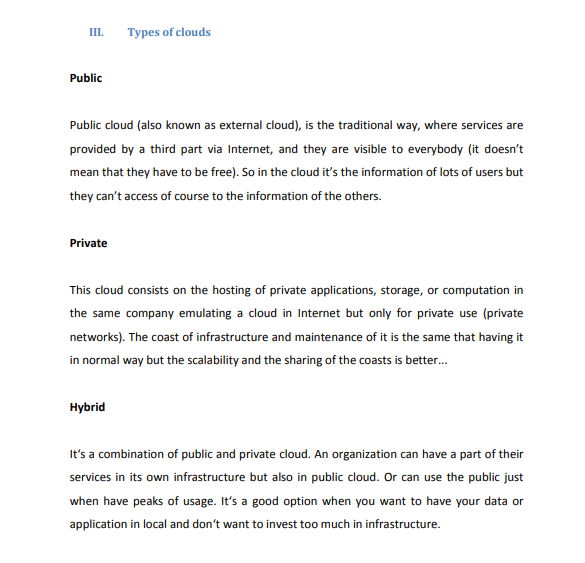 III. Types of clouds
Public
Public cloud (also known as external cloud), is the traditional way, where services are
provided by a third part via Internet, and they are visible to everybody (it doesn't
mean that they have to be free). So in the cloud it's the information of lots of users but
they can't access of course to the information of the others.
Private
This cloud consists on the hosting of private applications, storage, or computation in
the same company emulating a cloud in Internet but only for private use (private
networks). The coast of infrastructure and maintenance of it is the same that having it
in normal way but the scalability and the sharing of the coasts is better...
Hybrid
It's a combination of public and private cloud. An organization can have a part of their
services in its own infrastructure but also in public cloud. Or can use the public just
when have peaks of usage. It's a good option when you want to have your data or
application in local and don't want to invest too much in infrastructure.